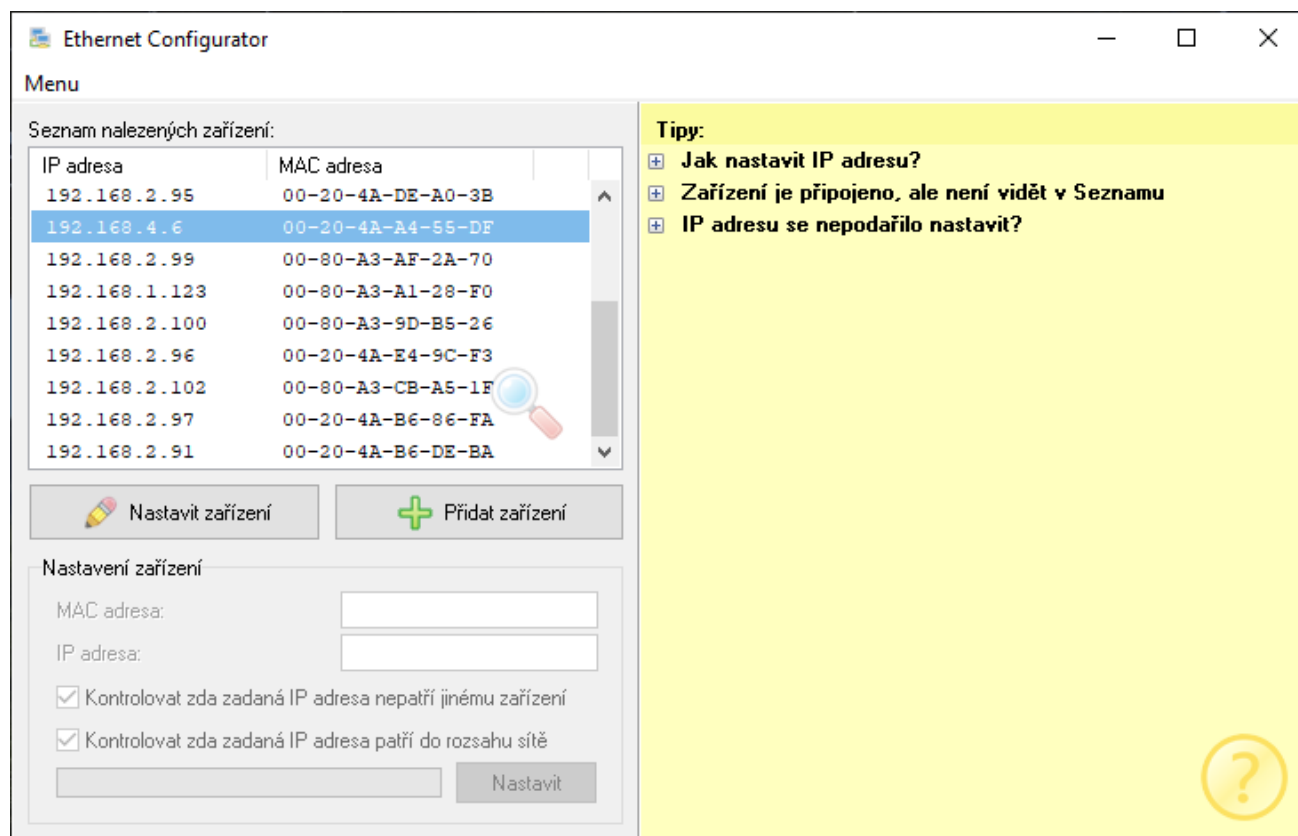 Ethernet Configurator
Menu
Seznam nalezených zařízení:
IP adresa MAC adresa
192.168.2.95 00-20-4A-DE-A0-3B
192.168.4.6 00-20-4A-A4-55-DF
192.168.2.99 00-80-A3-AF-2A-70
192.168.1.123 00-80-A3-A1-28-F0
192.168.2.100 00-80-A3-9D-B5-26
192.168.2.96 00-20-4A-E4-9C-F3
192.168.2.102 00-80-A3-CB-A5-1F
192.168.2.97 00-20-4A-B6-86-FA
192.168.2.91 00-20-4A-B6-DE-BA
Nastavit zařízení Přidat zařízení
Nastavení zařízení
MAC adresa:
IP adresa:
Kontrolovat zda zadaná IP adresa nepatří jinému zařízení
Kontrolovat zda zadaná IP adresa patří do rozsahu sítě
Nastavit
Tipy:
Jak nastavit IP adresu?
Zařízení je připojeno, ale není vidět v Seznamu
IP adresu se nepodařilo nastavit?
?